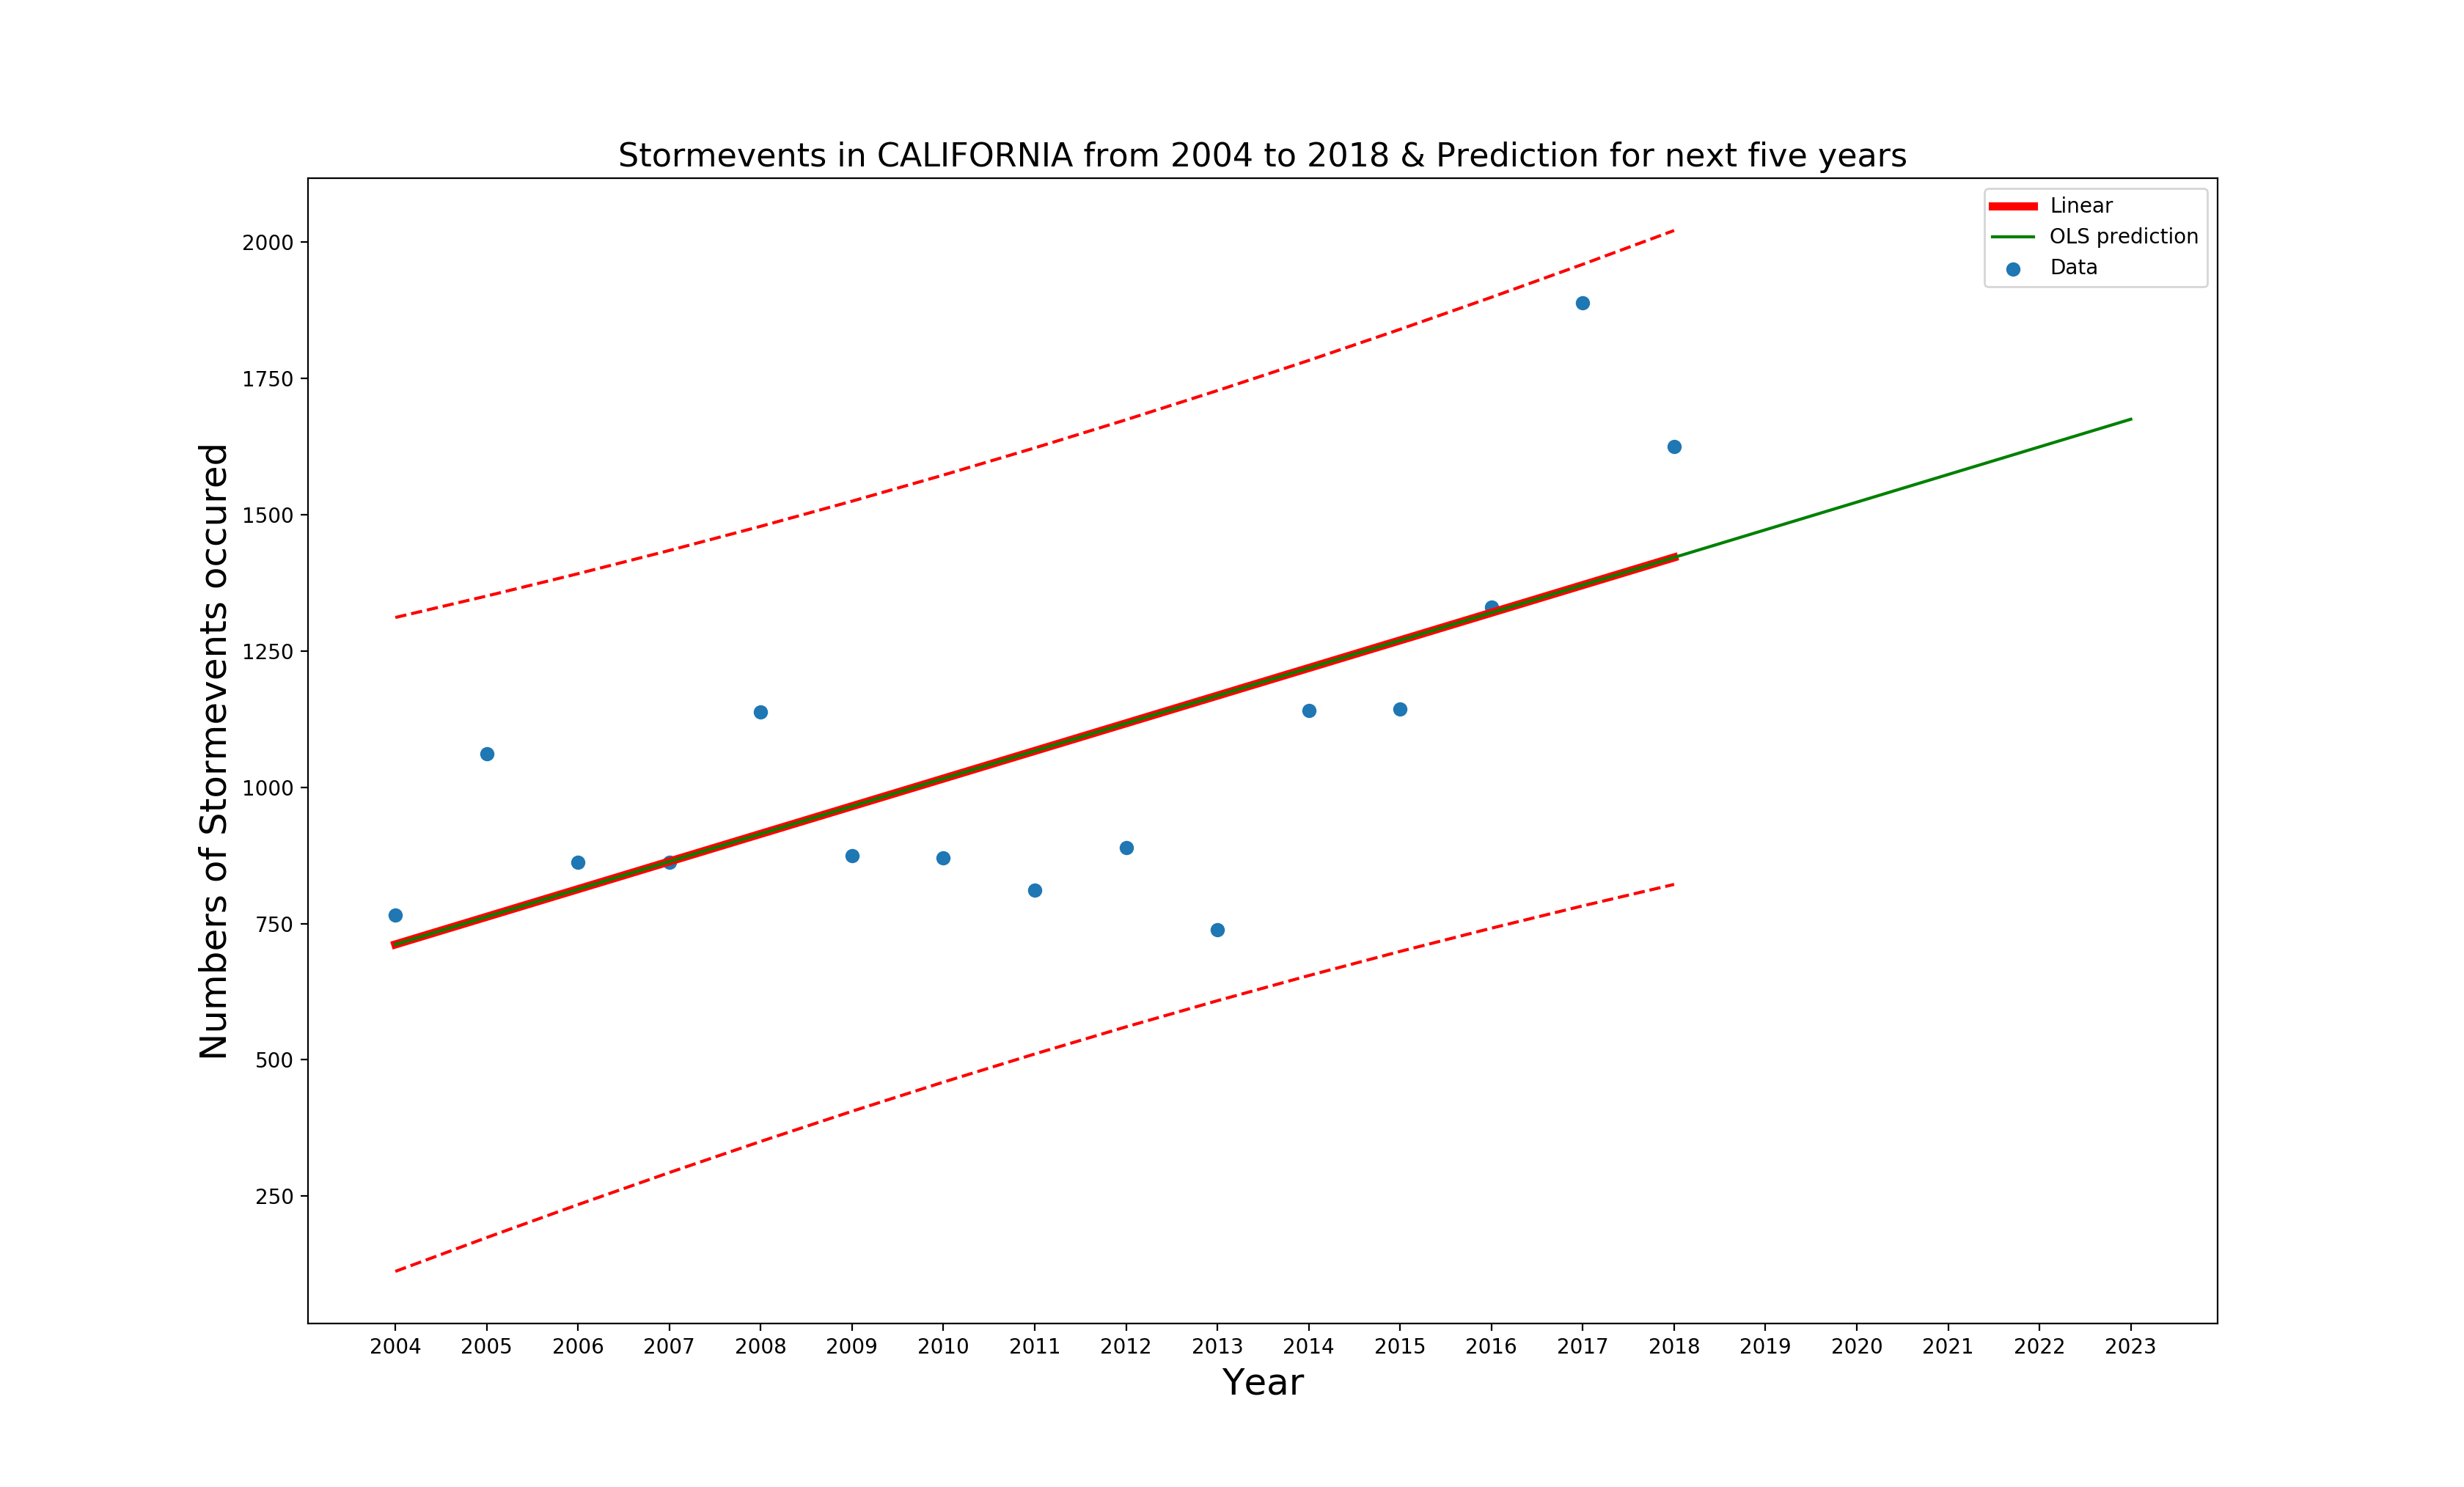 Stormevents in CALIFORNIA from 2004 to 2018 & Prediction for next five years
Linear
OLS prediction
Data
2000
1750
1500
1250
1000
750
500
250
Numbers of Stormevents occured
2004 2005 2006 2007 2008 2009 2010 2011 2012 2013 2014 2015 2016 2017 2018 2019 2020 2021 2022 2023
Year